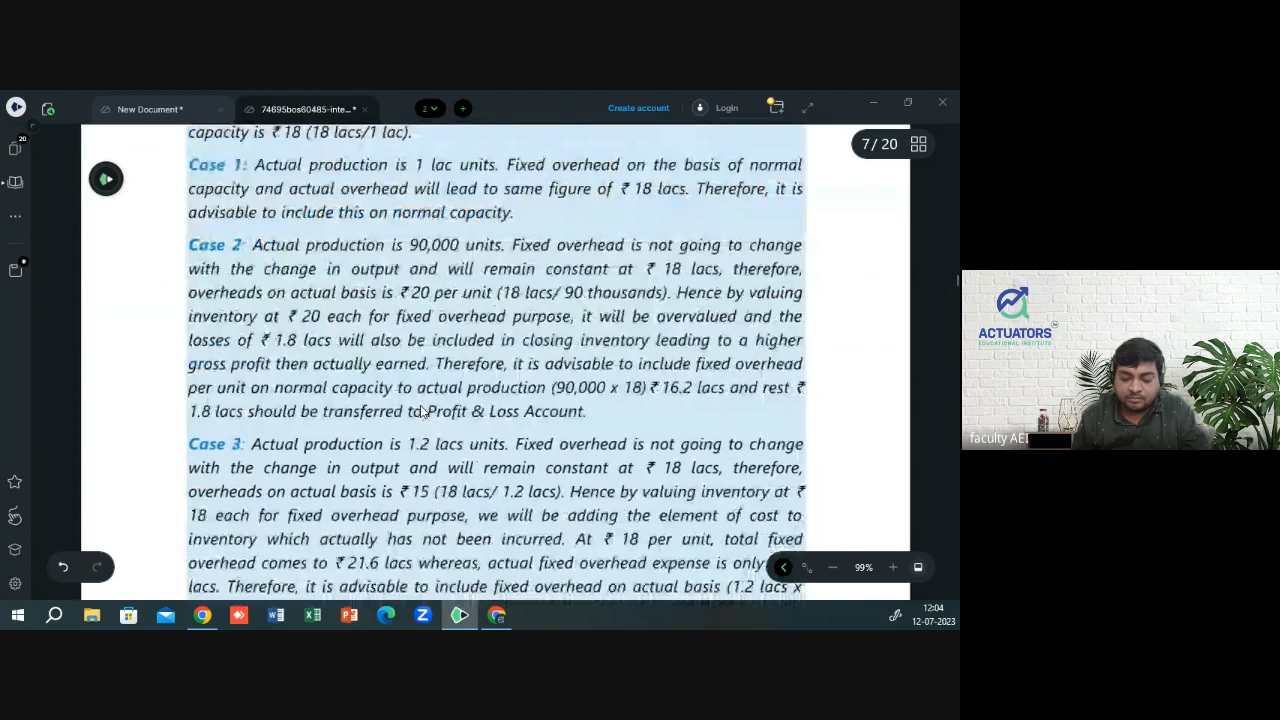 New Document*
74695bos60485-inte...*
2
Create account
Login
20
7/ 20
capacity is ₹ 18 (18 lacs/1 lac).
Case 1: Actual production is 1 lac units. Fixed overhead on the basis of normal
capacity and actual overhead will lead to same figure of ₹ 18 lacs. Therefore, it is
advisable to include this on normal capacity.
Case 2: Actual production is 90,000 units. Fixed overhead is not going to change
with the change in output and will remain constant at ₹ 18 lacs, therefore,
overheads on actual basis is ₹ 20 per unit (18 lacs/ 90 thousands). Hence by valuing
inventory at ₹ 20 each for fixed overhead purpose, it will be overvalued and the
losses of ₹ 1.8 lacs will also be included in closing inventory leading to a higher
gross profit then actually earned. Therefore, it is advisable to include fixed overhead
per unit on normal capacity to actual production (90,000 x 18) ₹ 16.2 lacs and rest ₹
1.8 lacs should be transferred to Profit & Loss Account.
Case 3: Actual production is 1.2 lacs units. Fixed overhead is not going to change
with the change in output and will remain constant at ₹ 18 lacs, therefore,
overheads on actual basis is ₹ 15 (18 lacs/ 1.2 lacs). Hence by valuing inventory at ₹
18 each for fixed overhead purpose, we will be adding the element of cost to
inventory which actually has not been incurred. At ₹ 18 per unit, total fixed
overhead comes to ₹ 21.6 lacs whereas, actual fixed overhead expense is only
lacs. Therefore, it is advisable to include fixed overhead on actual basis (1.2 lacs x
99%
12:04
12-07-2023
ACTUATORS
EDUCATIONAL INSTITUTE
faculty AEI